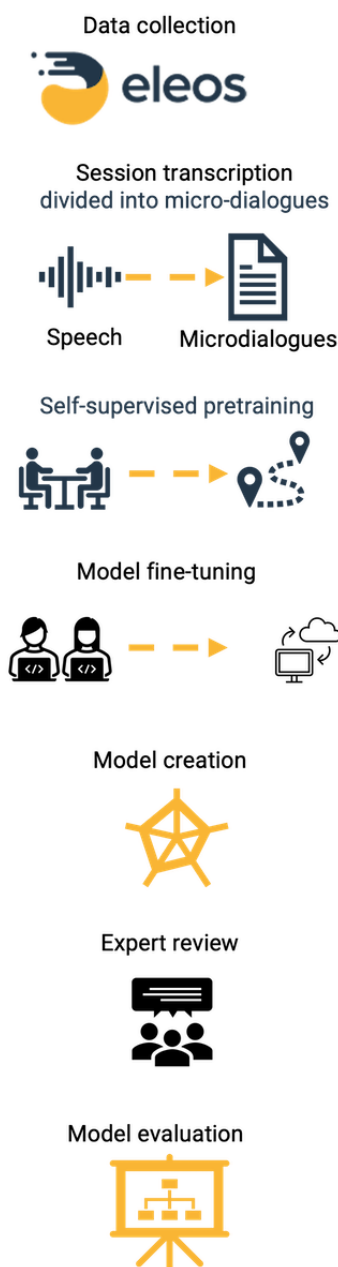 Data collection
eleos
Session transcription
divided into micro-dialogues
Speech
Microdialogues
Self-supervised pretraining
Model fine-tuning
</> </>
Model creation
Expert review
Model evaluation